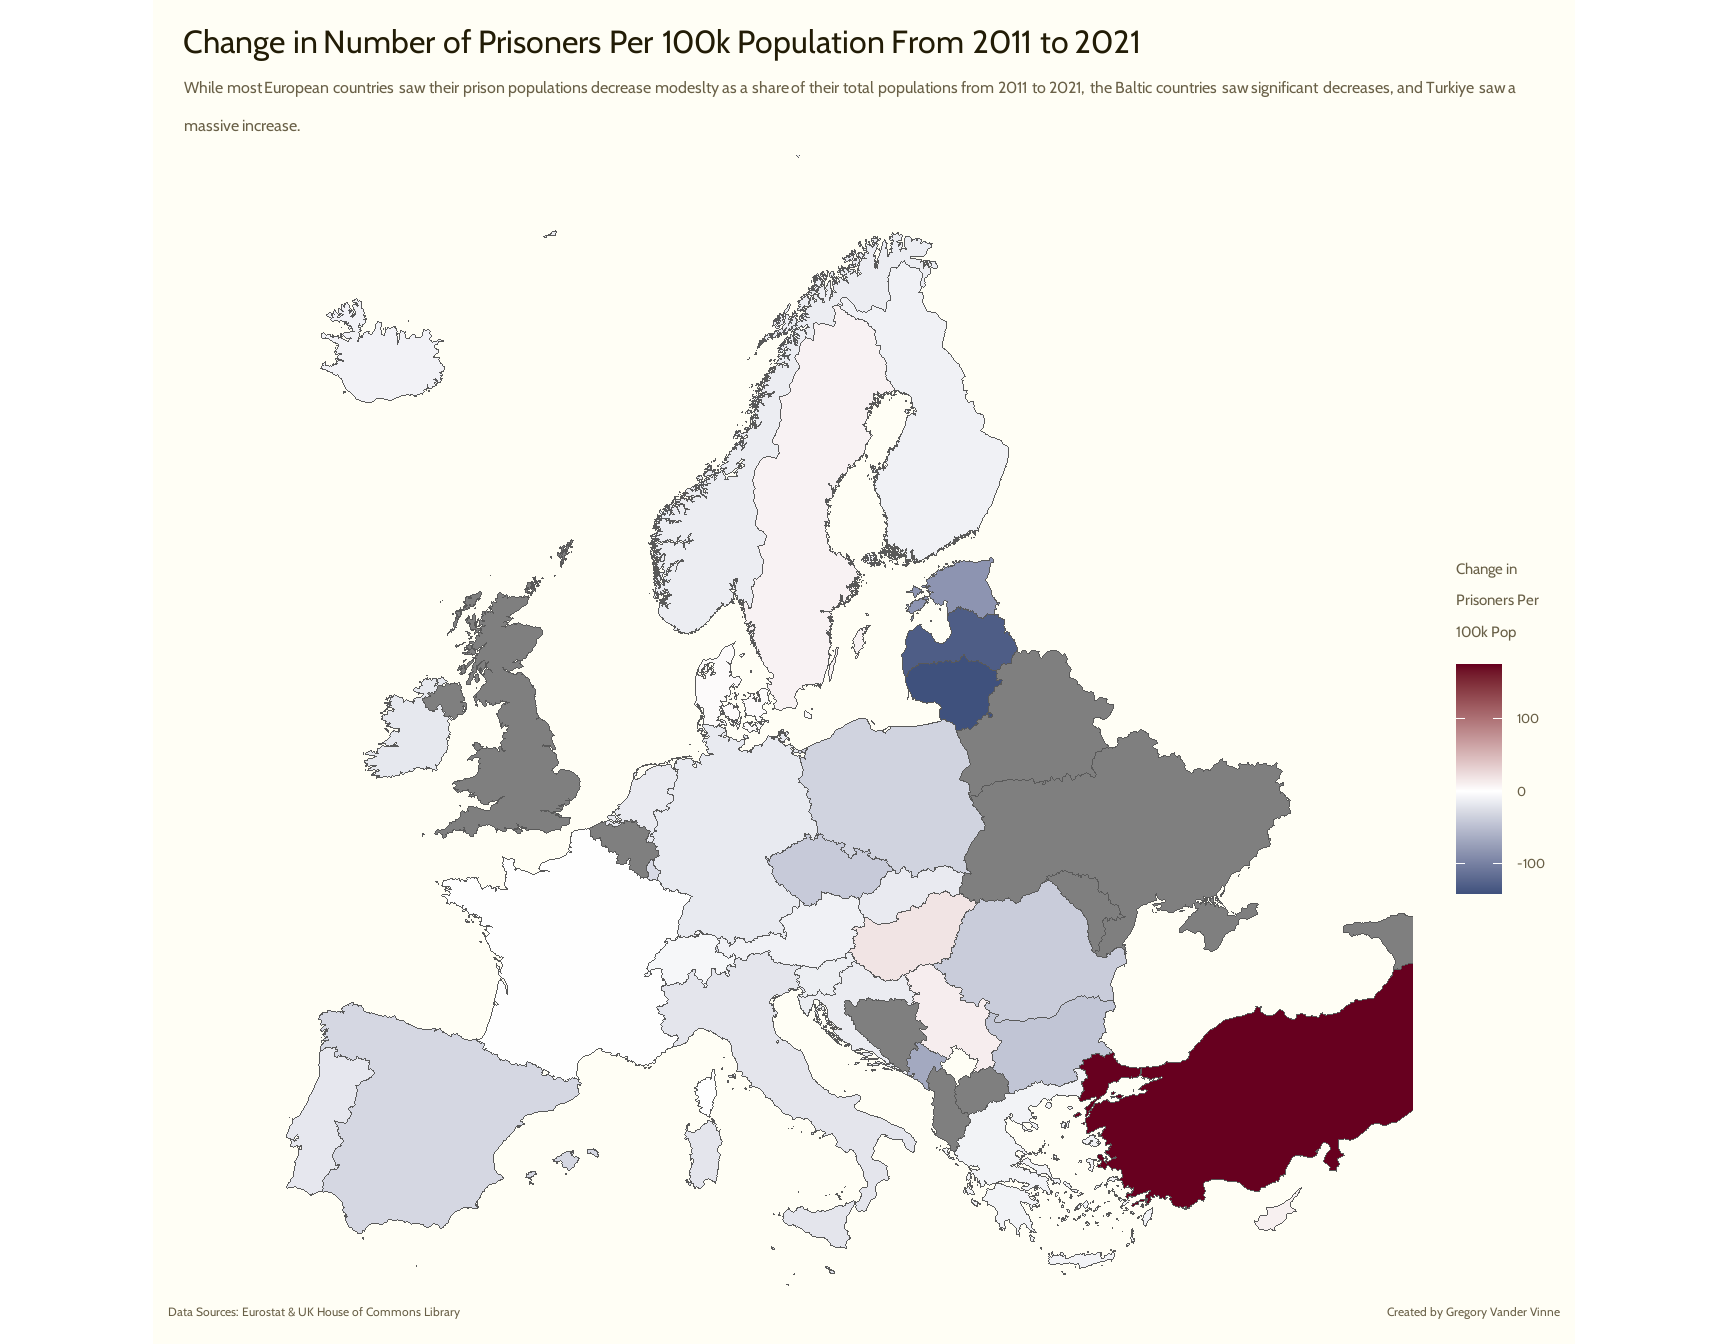 Change in Number of Prisoners Per 100k Population From 2011 to 2021
While most European countries saw their prison populations decrease modeslty as a share of their total populations from 2011 to 2021, the Baltic countries saw significant decreases, and Turkiye saw a
massive increase.
Change in
Prisoners Per
100k Pop
100
0
-100
Data Sources: Eurostat & UK House of Commons Library
Created by Gregory Vander Vinne